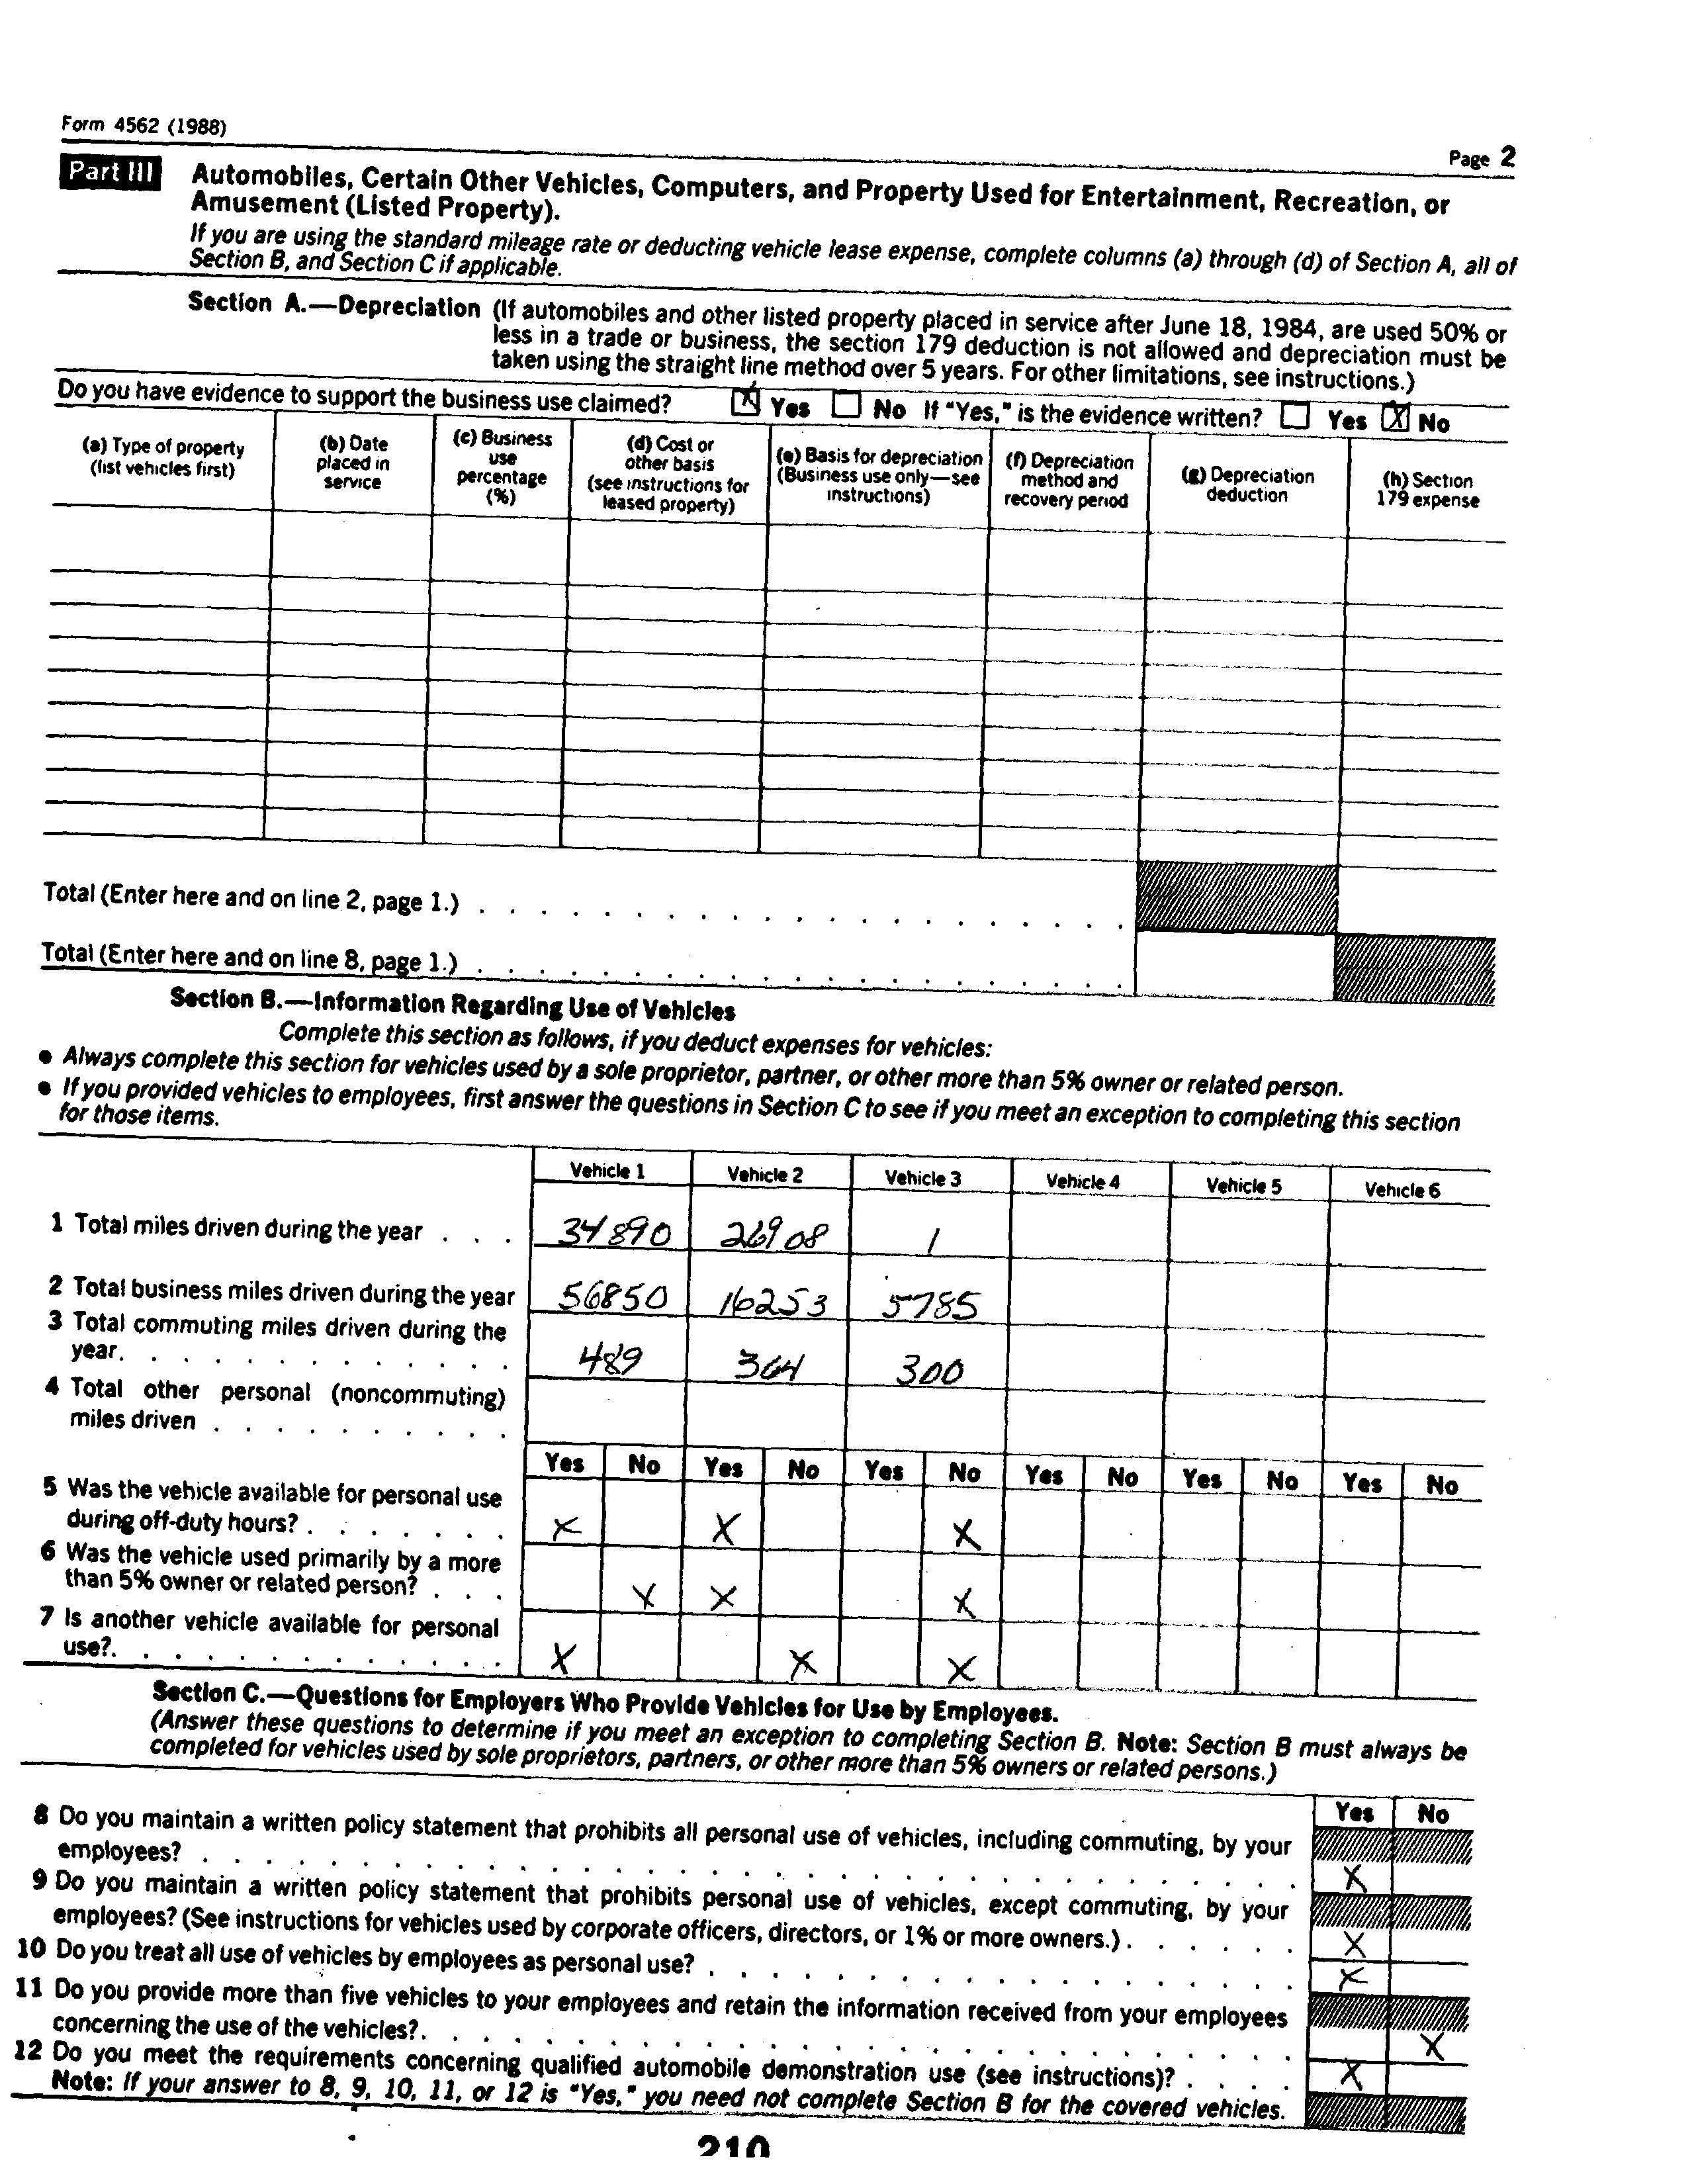 Form 4562 (1988)
Page 2
Part III Automobiles, Certain Other Vehicles, Computers, and Property Used for Entertainment, Recreation, or
Amusement (Listed Property).
If you are using the standard mileage rate or deducting vehicle lease expense, complete columns (a) through (d) of Section A, all of
Section B, and Section C if applicable.
Section A.—Depreciation (If automobiles and other listed property placed in service after June 18, 1984, are used 50% or
less in a trade or business, the section 179 deduction is not allowed and depreciation must be
taken using the straight line method over 5 years. For other limitations, see instructions.)
Do you have evidence to support the business use claimed? X Yes No If "Yes," is the evidence written? Yes X No
(a) Type of property
(list vehicles first)
(b) Date
placed in
service
(c) Business
use
percentage
(%)
(d) Cost or
other basis
(see instructions for
leased property)
(e) Basis for depreciation
(Business use only—see
instructions)
(f) Depreciation
method and
recovery period
(g) Depreciation
deduction
(h) Section
179 expense
Total (Enter here and on line 2, page 1.)
Total (Enter here and on line 8, page 1.)
Section B.—Information Regarding Use of Vehicles
Complete this section as follows, if you deduct expenses for vehicles:
● Always complete this section for vehicles used by a sole proprietor, partner, or other more than 5% owner or related person.
● If you provided vehicles to employees, first answer the questions in Section C to see if you meet an exception to completing this section
for those items.
Vehicle 1 Vehicle 2 Vehicle 3 Vehicle 4 Vehicle 5 Vehicle 6
1 Total miles driven during the year . . . 34890 26908 1
2 Total business miles driven during the year 56850 16253 5785
3 Total commuting miles driven during the
year. 489 364 300
4 Total other personal (noncommuting)
miles driven
Yes No Yes No Yes No Yes No Yes No Yes No
5 Was the vehicle available for personal use
during off-duty hours? X X X
6 Was the vehicle used primarily by a more
than 5% owner or related person? X X X
7 Is another vehicle available for personal
use? X X X
Section C.—Questions for Employers Who Provide Vehicles for Use by Employees.
(Answer these questions to determine if you meet an exception to completing Section B. Note: Section B must always be
completed for vehicles used by sole proprietors, partners, or other more than 5% owners or related persons.)
Yes No
8 Do you maintain a written policy statement that prohibits all personal use of vehicles, including commuting, by your
employees? X
9 Do you maintain a written policy statement that prohibits personal use of vehicles, except commuting, by your
employees? (See instructions for vehicles used by corporate officers, directors, or 1% or more owners.) X
10 Do you treat all use of vehicles by employees as personal use? X
11 Do you provide more than five vehicles to your employees and retain the information received from your employees
concerning the use of the vehicles? X
12 Do you meet the requirements concerning qualified automobile demonstration use (see instructions)? X
Note: If your answer to 8, 9, 10, 11, or 12 is "Yes," you need not complete Section B for the covered vehicles.
210